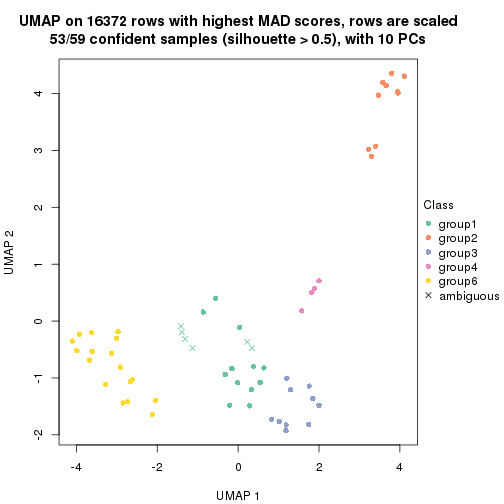 UMAP on 16372 rows with highest MAD scores, rows are scaled
53/59 confident samples (silhouette > 0.5), with 10 PCs
4
3
2
1
0
-1
-2
UMAP 2
-4
-2
0
2
4
UMAP 1
Class
group1
group2
group3
group4
group6
ambiguous